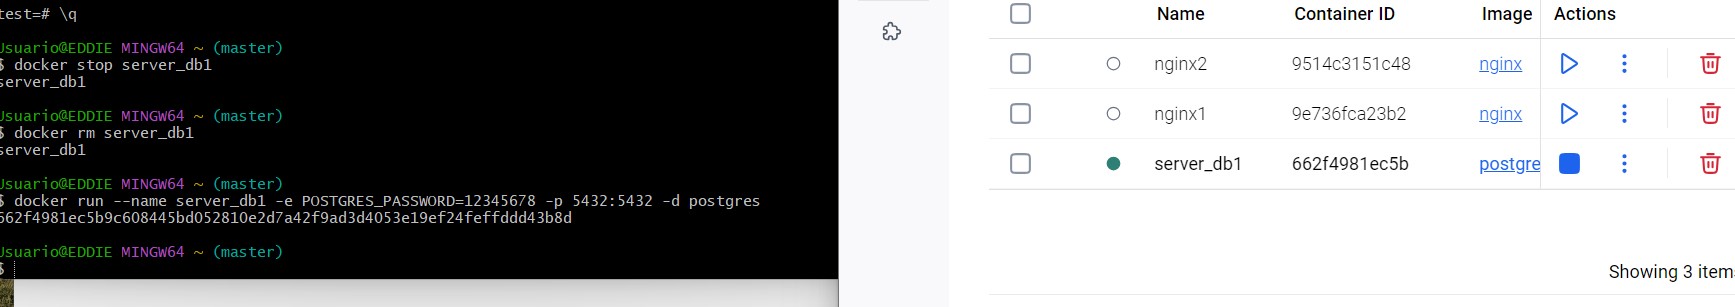 test=# \q
Usuario@EDDIE MINGW64 ~ (master)
$ docker stop server_db1
server_db1
Usuario@EDDIE MINGW64 ~ (master)
$ docker rm server_db1
server_db1
Usuario@EDDIE MINGW64 ~ (master)
$ docker run --name server_db1 -e POSTGRES_PASSWORD=12345678 -p 5432:5432 -d postgres
662f4981ec5b9c608445bd052810e2d7a42f9ad3d4053e19ef24feffddd43b8d
Usuario@EDDIE MINGW64 ~ (master)
$
Name Container ID Image Actions
nginx2 9514c3151c48 nginx
nginx1 9e736fca23b2 nginx
server_db1 662f4981ec5b postgre
Showing 3 item